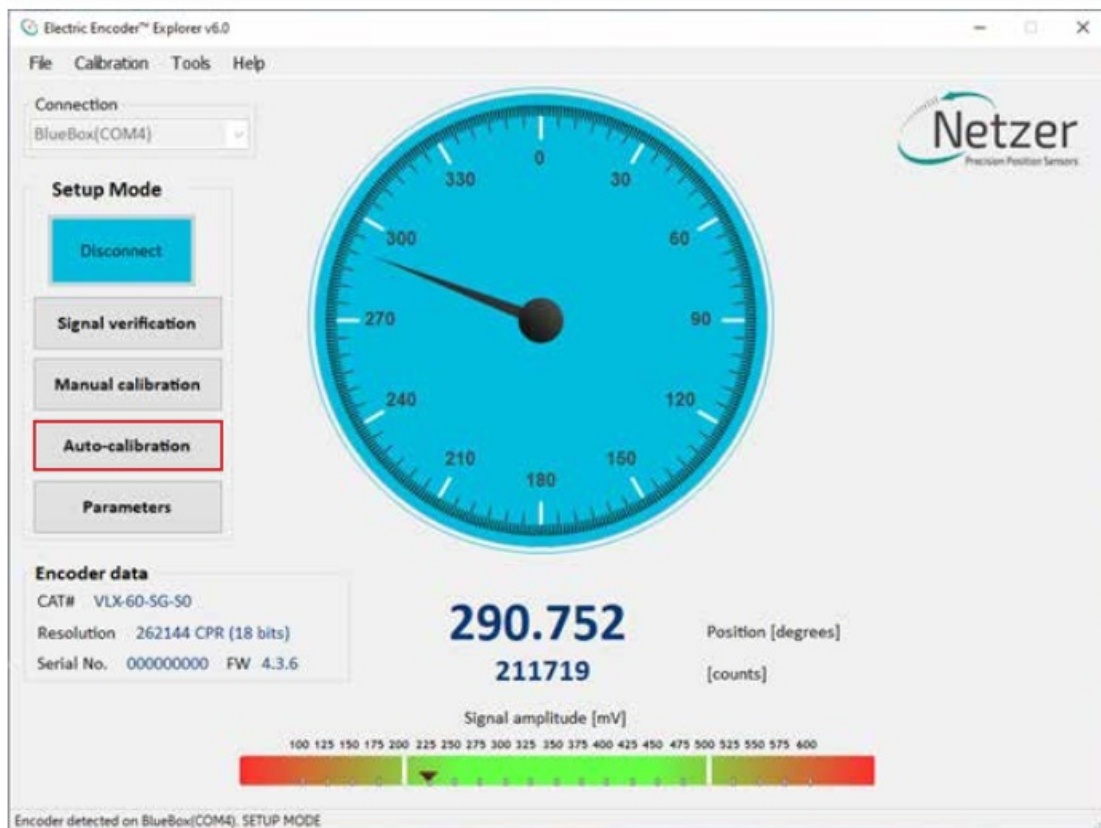 Electric Encoder™ Explorer v6.0
File Calibration Tools Help
Connection
BlueBox(COM4)
Netzer
Precision Position Sensors
Setup Mode
Disconnect
Signal verification
Manual calibration
Auto-calibration
Parameters
0
30
60
90
120
150
180
210
240
270
300
330
Encoder data
CAT# VLX-60-SG-S0
Resolution 262144 CPR (18 bits)
Serial No. 000000000 FW 4.3.6
290.752 Position [degrees]
211719 [counts]
Signal amplitude [mV]
100 125 150 175 200 225 250 275 300 325 350 375 400 425 450 475 500 525 550 575 600
Encoder detected on BlueBox(COM4). SETUP MODE